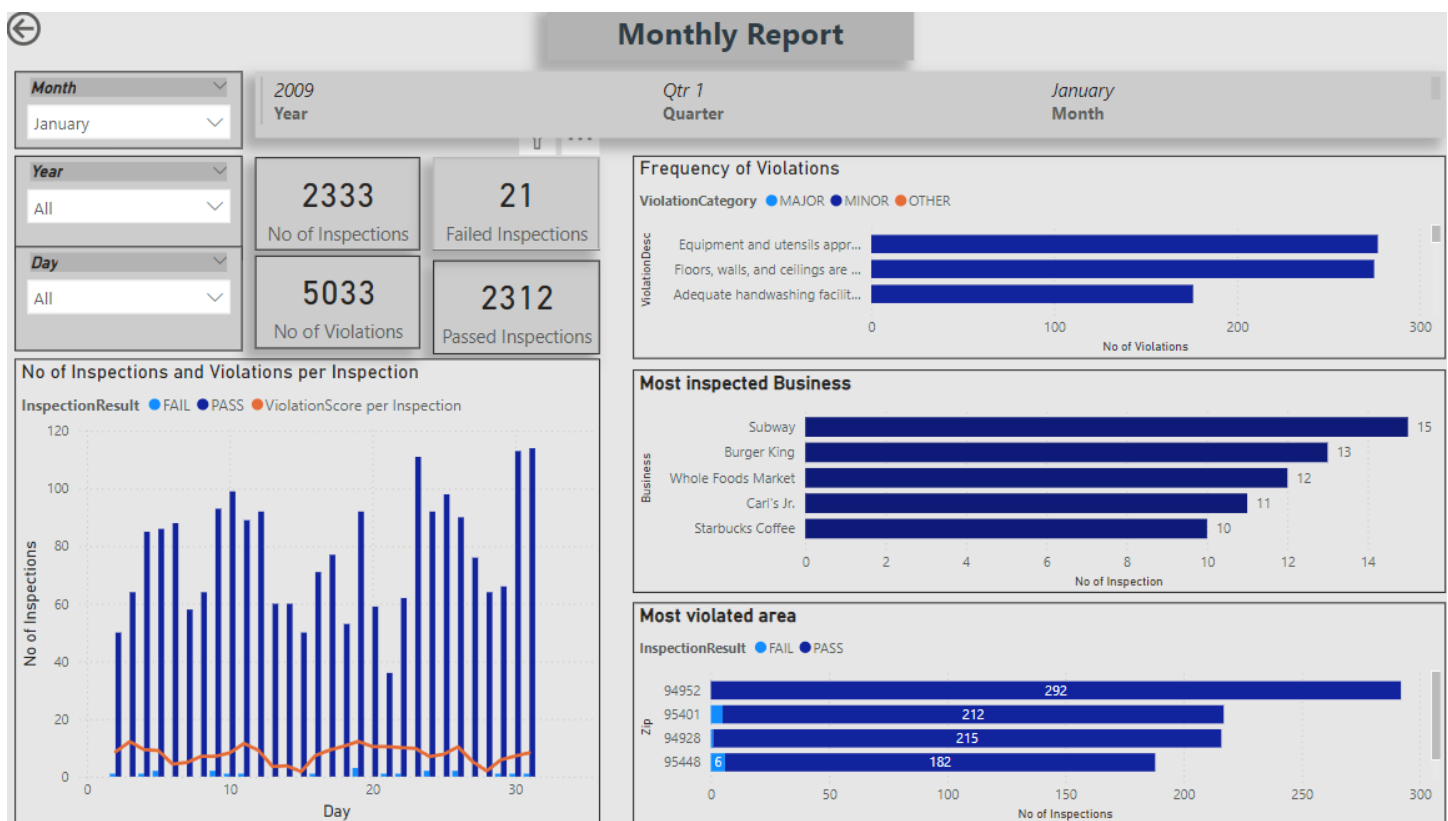 Monthly Report
Month
January
2009
Year
Qtr 1
Quarter
January
Month
Year
All
Day
All
2333
No of Inspections
21
Failed Inspections
5033
No of Violations
2312
Passed Inspections
Frequency of Violations
ViolationCategory MAJOR MINOR OTHER
ViolationDesc
Equipment and utensils appr...
Floors, walls, and ceilings are ...
Adequate handwashing facilit...
0 100 200 300
No of Violations
No of Inspections and Violations per Inspection
InspectionResult FAIL PASS ViolationScore per Inspection
No of Inspections
120
100
80
60
40
20
0
0 10 20 30
Day
Most inspected Business
Business
Subway 15
Burger King 13
Whole Foods Market 12
Carl's Jr. 11
Starbucks Coffee 10
0 2 4 6 8 10 12 14
No of Inspection
Most violated area
InspectionResult FAIL PASS
Zip
94952 292
95401 212
94928 215
95448 6 182
0 50 100 150 200 250 300
No of Inspections